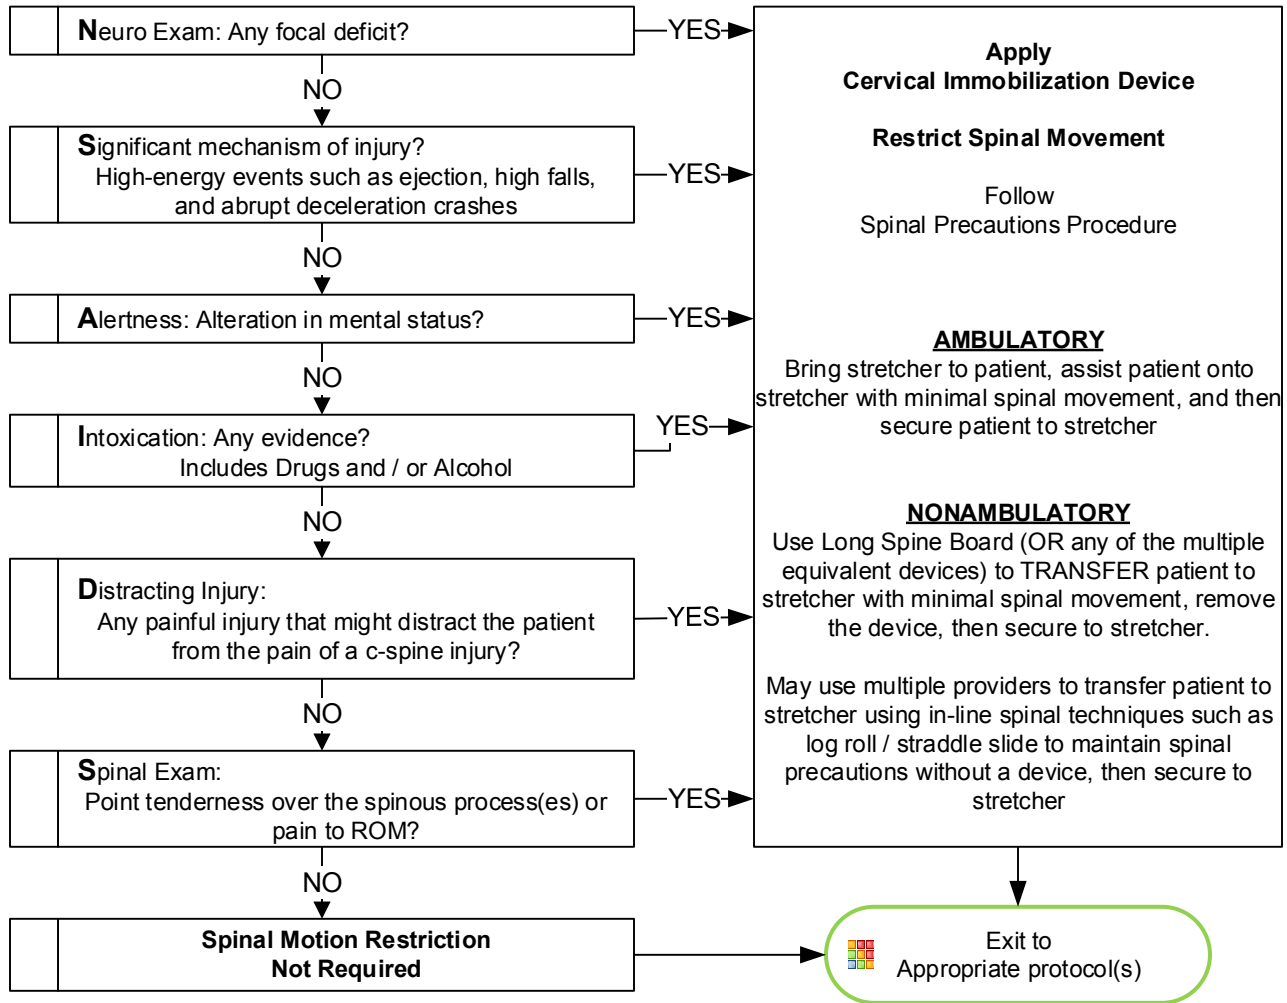 Neuro Exam: Any focal deficit?
YES
NO
Significant mechanism of injury?
High-energy events such as ejection, high falls,
and abrupt deceleration crashes
YES
NO
Alertness: Alteration in mental status?
YES
NO
Intoxication: Any evidence?
Includes Drugs and / or Alcohol
YES
NO
Distracting Injury:
Any painful injury that might distract the patient
from the pain of a c-spine injury?
YES
NO
Spinal Exam:
Point tenderness over the spinous process(es) or
pain to ROM?
YES
NO
Spinal Motion Restriction
Not Required
Apply
Cervical Immobilization Device
Restrict Spinal Movement
Follow
Spinal Precautions Procedure
AMBULATORY
Bring stretcher to patient, assist patient onto
stretcher with minimal spinal movement, and then
secure patient to stretcher
NONAMBULATORY
Use Long Spine Board (OR any of the multiple
equivalent devices) to TRANSFER patient to
stretcher with minimal spinal movement, remove
the device, then secure to stretcher.
May use multiple providers to transfer patient to
stretcher using in-line spinal techniques such as
log roll / straddle slide to maintain spinal
precautions without a device, then secure to
stretcher
Exit to
Appropriate protocol(s)